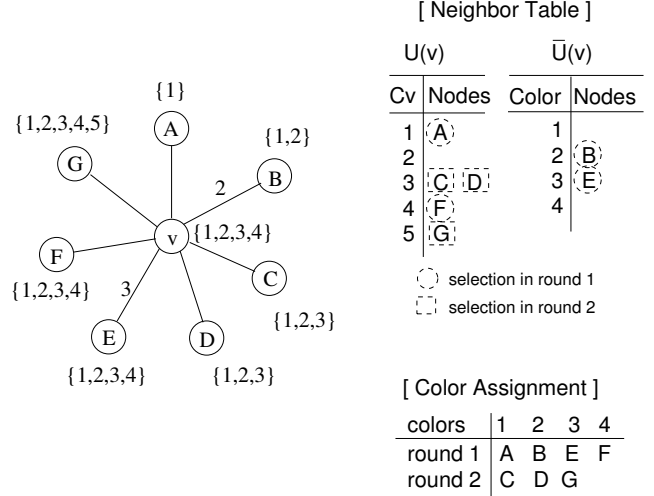 [ Neighbor Table ]
U(v)
Ū(v)
Cv Nodes
Color Nodes
1 A
2
3 C D
4 F
5 G
1
2 B
3 E
4
selection in round 1
selection in round 2
{1}
A
{1,2,3,4,5}
G
{1,2}
B
2
v
{1,2,3,4}
F
{1,2,3,4}
3
C
{1,2,3}
E
{1,2,3,4}
D
{1,2,3}
[ Color Assignment ]
colors 1 2 3 4
round 1 A B E F
round 2 C D G